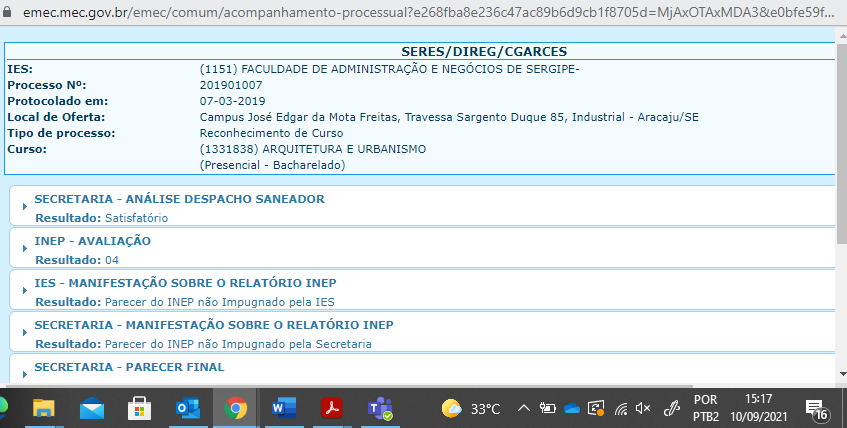 emec.mec.gov.br/emec/comum/acompanhamento-processual?e268fba8e236c47ac89b6d9cb1f8705d=MjAxOTAxMDA3&e0bfe59f...
SERES/DIREG/CGARCES
IES: (1151) FACULDADE DE ADMINISTRAÇÃO E NEGÓCIOS DE SERGIPE-
Processo Nº: 201901007
Protocolado em: 07-03-2019
Local de Oferta: Campus José Edgar da Mota Freitas, Travessa Sargento Duque 85, Industrial - Aracaju/SE
Tipo de processo: Reconhecimento de Curso
Curso: (1331838) ARQUITETURA E URBANISMO
(Presencial - Bacharelado)
SECRETARIA - ANÁLISE DESPACHO SANEADOR
Resultado: Satisfatório
INEP - AVALIAÇÃO
Resultado: 04
IES - MANIFESTAÇÃO SOBRE O RELATÓRIO INEP
Resultado: Parecer do INEP não Impugnado pela IES
SECRETARIA - MANIFESTAÇÃO SOBRE O RELATÓRIO INEP
Resultado: Parecer do INEP não Impugnado pela Secretaria
SECRETARIA - PARECER FINAL
33°C
POR
PTB2
15:17
10/09/2021
16